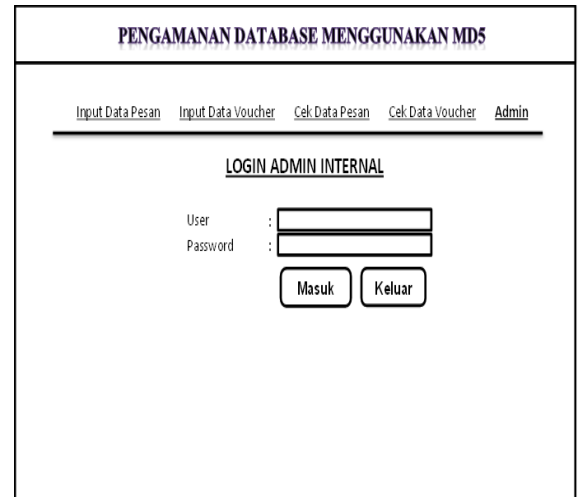 PENGAMANAN DATABASE MENGGUNAKAN MD5
Input Data Pesan Input Data Voucher Cek Data Pesan Cek Data Voucher Admin
LOGIN ADMIN INTERNAL
User :
Password :
Masuk Keluar